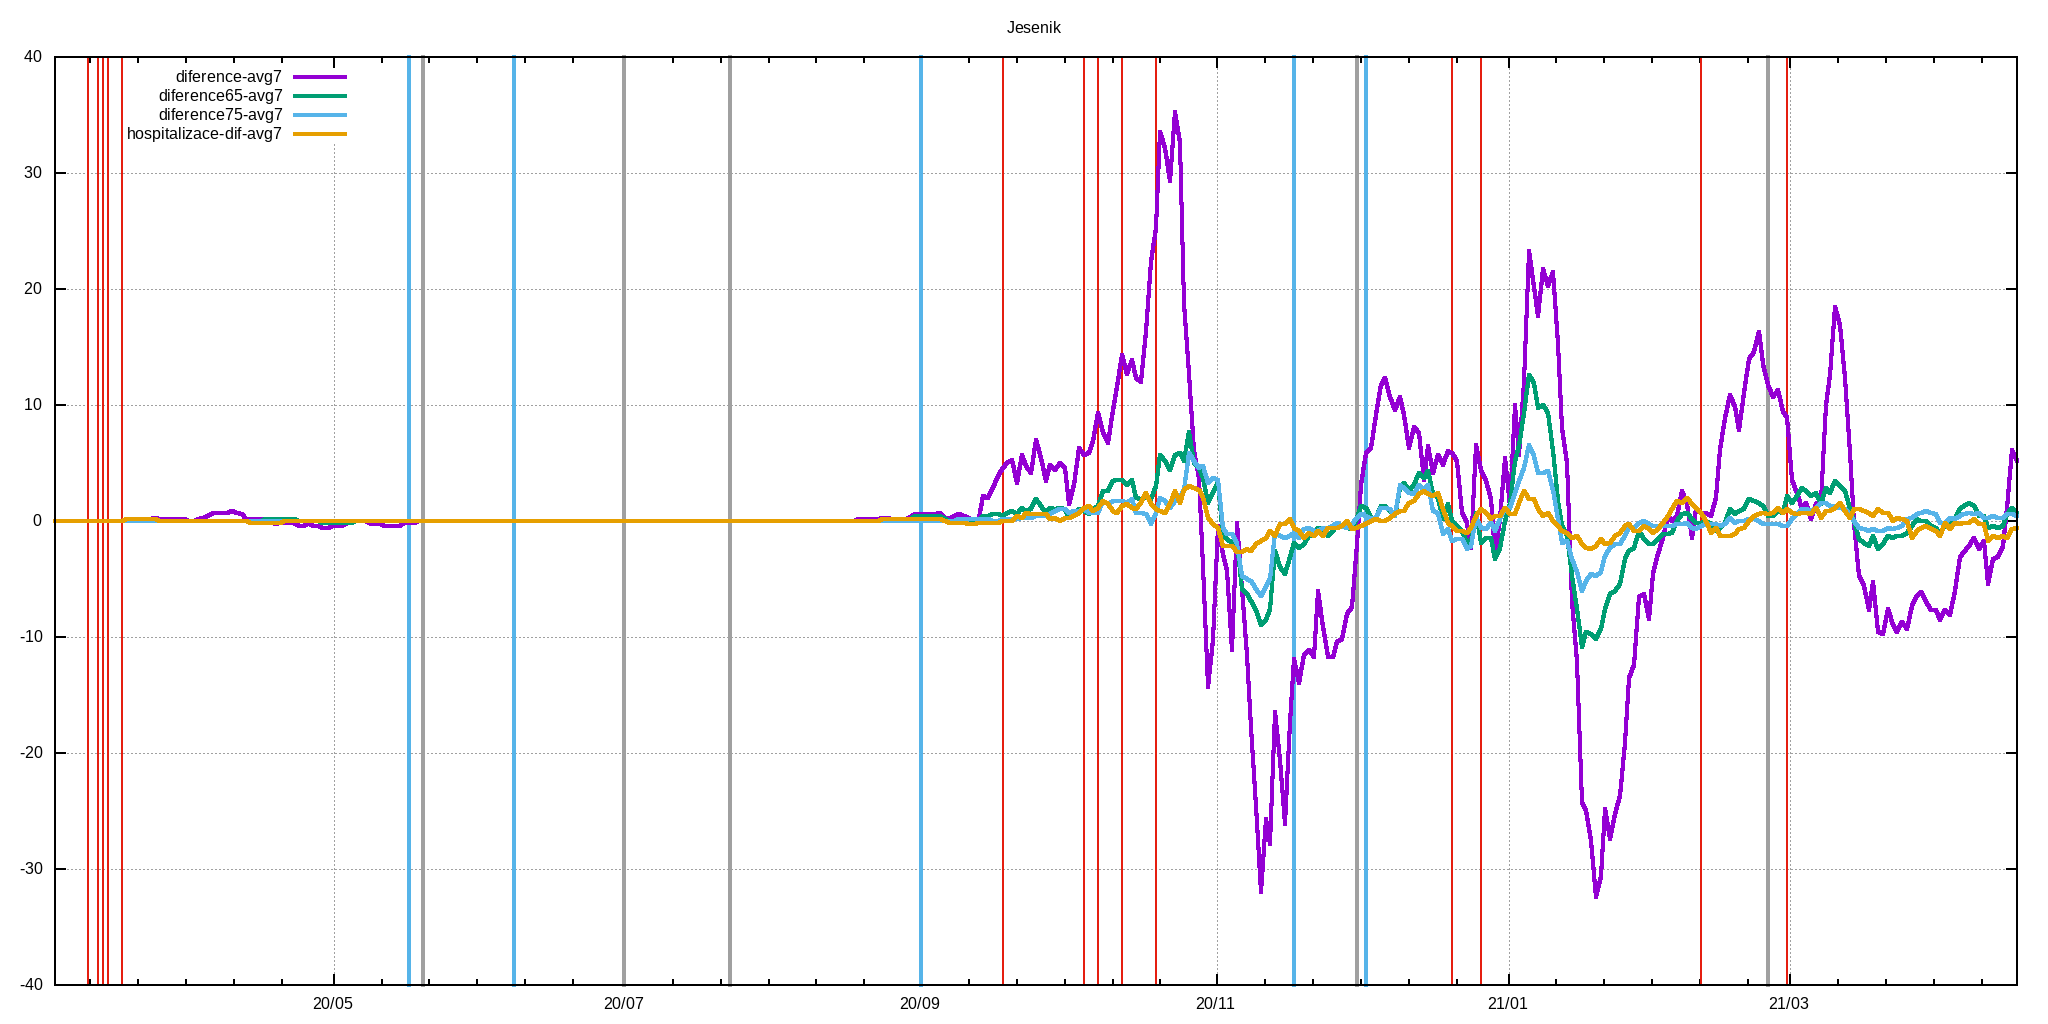 Jesenik
40
30
20
10
0
-10
-20
-30
-40
diference-avg7
diference65-avg7
diference75-avg7
hospitalizace-dif-avg7
20/05 20/07 20/09 20/11 21/01 21/03